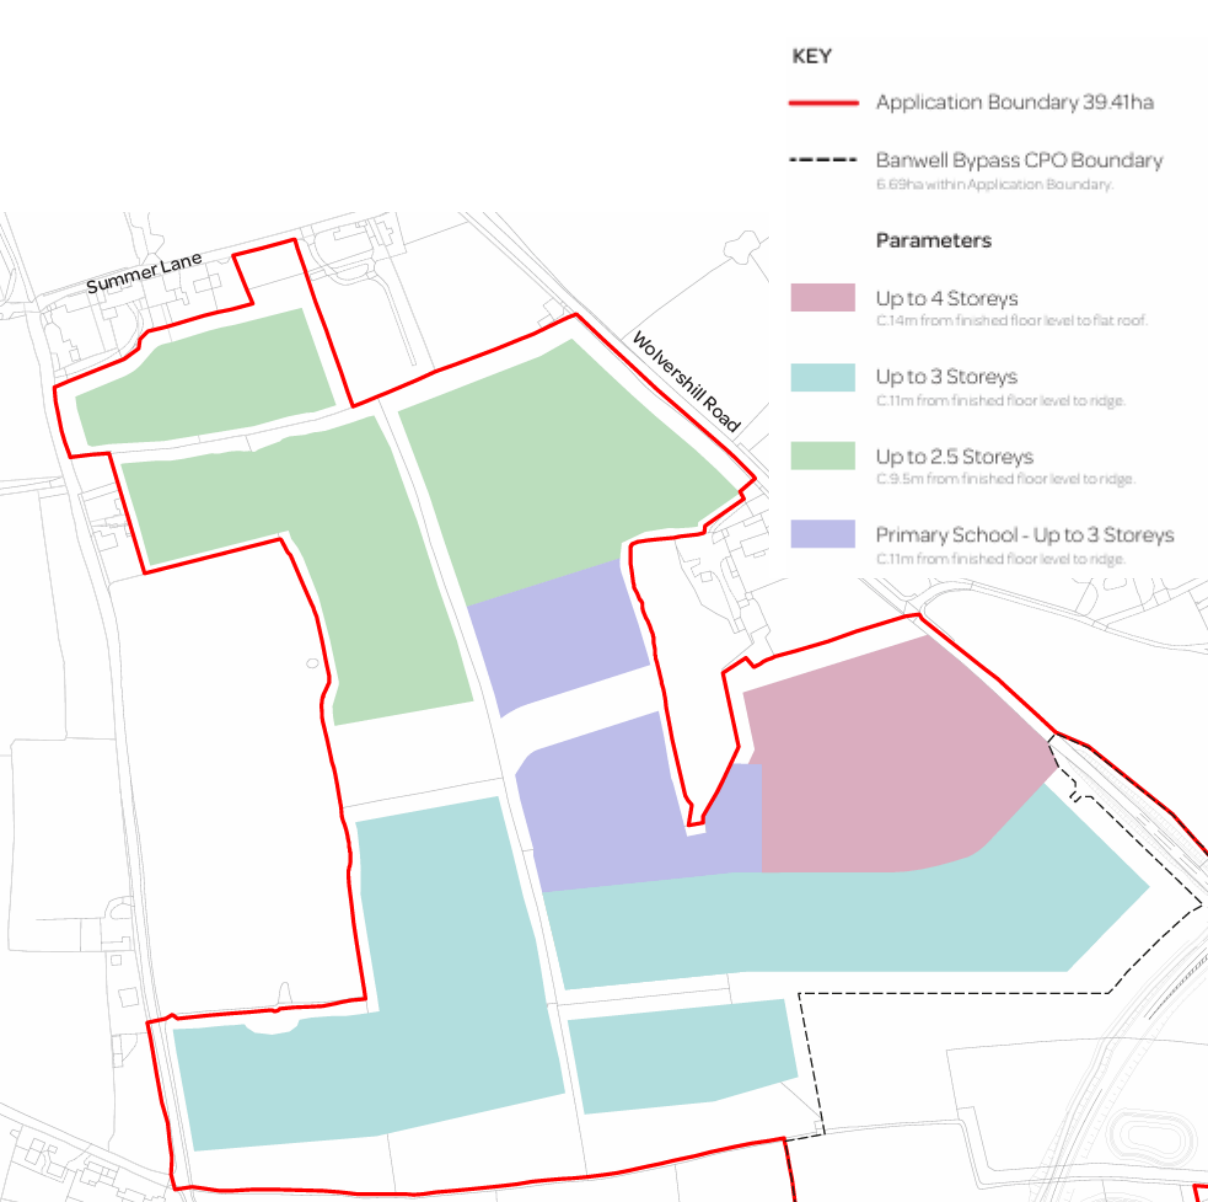 KEY
Application Boundary 39.41ha
Banwell Bypass CPO Boundary
6.69ha within Application Boundary.
Parameters
Up to 4 Storeys
C.14m from finished floor level to flat roof.
Up to 3 Storeys
C.11m from finished floor level to ridge.
Up to 2.5 Storeys
C.9.5m from finished floor level to ridge.
Primary School - Up to 3 Storeys
C.11m from finished floor level to ridge.
Summer Lane
Wolvershill Road